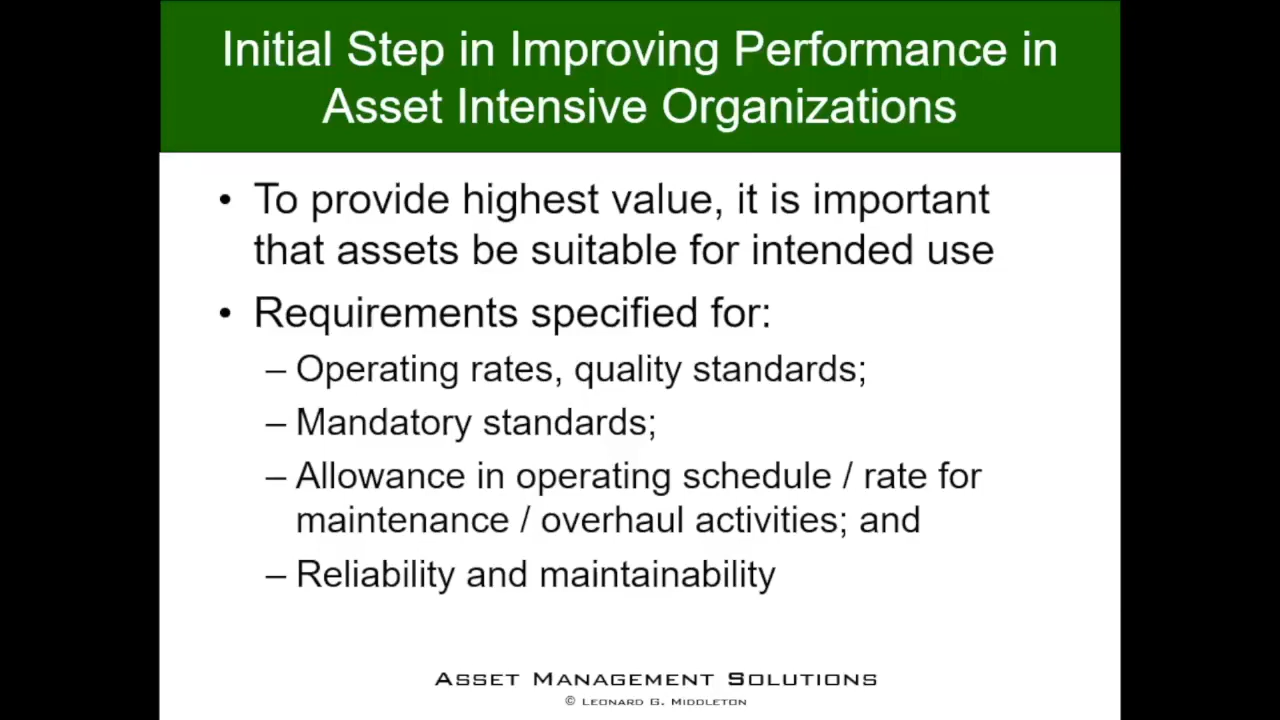 Initial Step in Improving Performance in
Asset Intensive Organizations
• To provide highest value, it is important
that assets be suitable for intended use
• Requirements specified for:
– Operating rates, quality standards;
– Mandatory standards;
– Allowance in operating schedule / rate for
maintenance / overhaul activities; and
– Reliability and maintainability
Asset Management Solutions
© Leonard G. Middleton